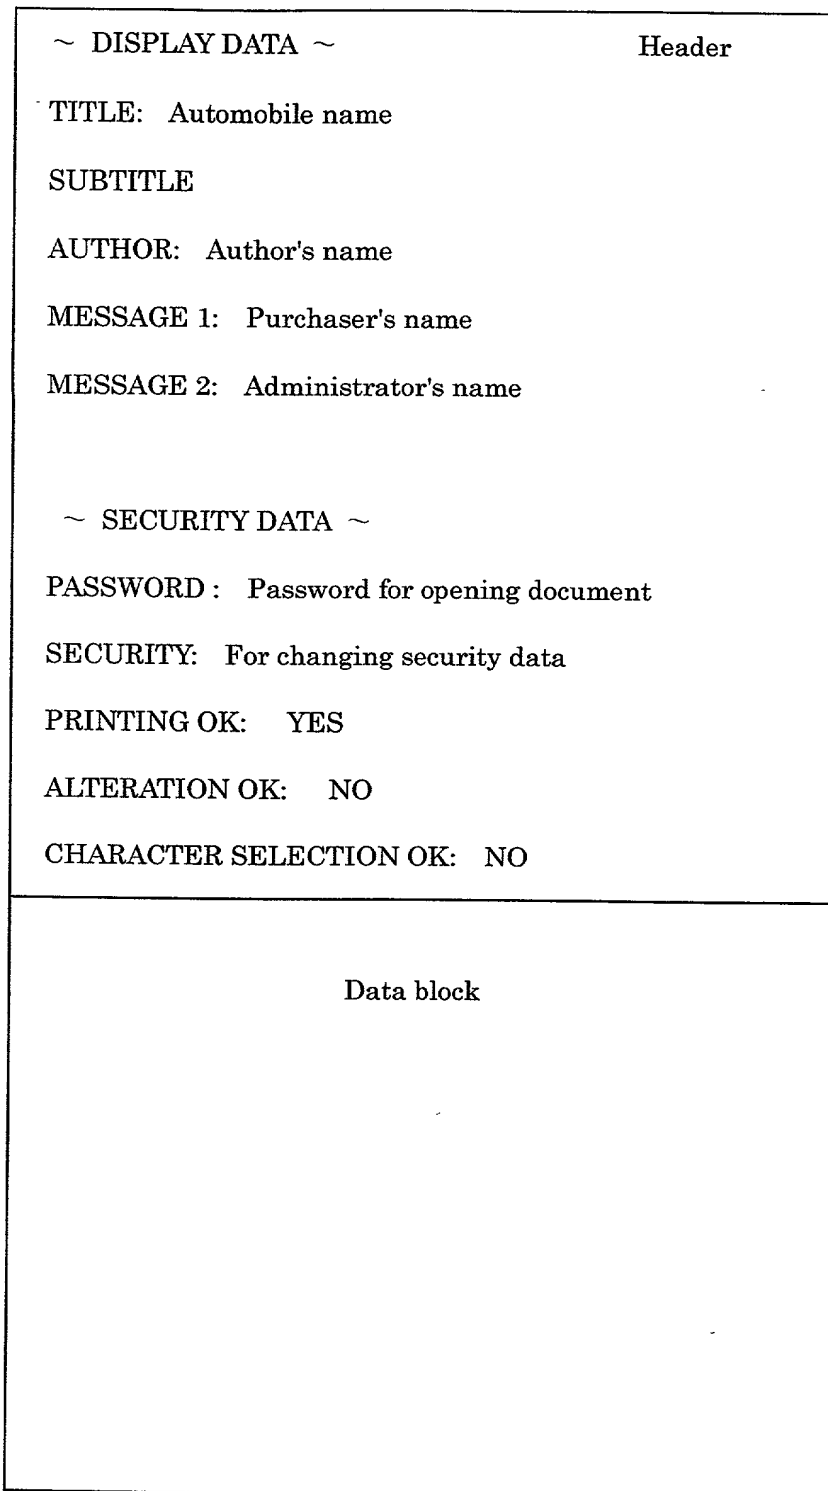 ~ DISPLAY DATA ~ Header
TITLE: Automobile name
SUBTITLE
AUTHOR: Author's name
MESSAGE 1: Purchaser's name
MESSAGE 2: Administrator's name
~ SECURITY DATA ~
PASSWORD : Password for opening document
SECURITY: For changing security data
PRINTING OK: YES
ALTERATION OK: NO
CHARACTER SELECTION OK: NO
Data block